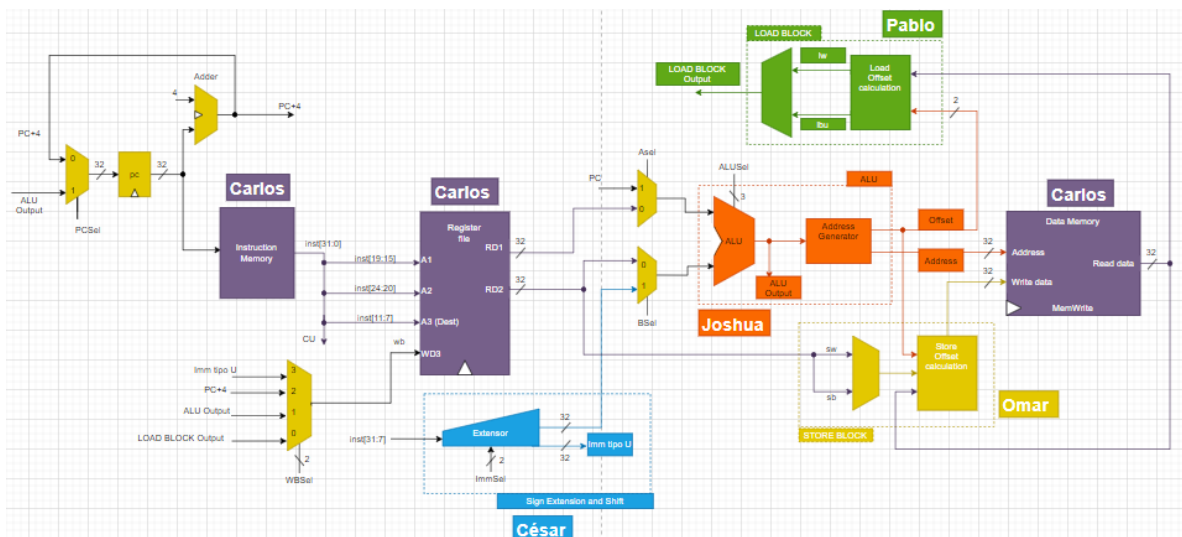 Pablo
LOAD BLOCK
lw
LOAD BLOCK
Output
Load
Offset
calculation
lbu
2
Adder
4
PC+4
PC+4
0
32
pc
32
1
ALU
Output
PCSel
Carlos
Instruction
Memory
inst[31:0]
CU
Carlos
Register
file
inst[19:15]
A1
RD1
32
inst[24:20]
A2
RD2
32
inst[11:7]
A3 (Dest)
wb
WD3
Asel
PC
1
0
0
1
BSel
ALUSel
3
ALU
ALU
Address
Generator
ALU
Output
Joshua
Offset
Address
Carlos
Data Memory
32
Address
32
Write data
Read data
32
MemWrite
sw
sb
Store
Offset
calculation
Omar
STORE BLOCK
Imm tipo U
3
PC+4
2
ALU Output
1
LOAD BLOCK Output
0
2
WBSel
inst[31:7]
Extensor
32
32
Imm tipo U
2
ImmSel
Sign Extension and Shift
César